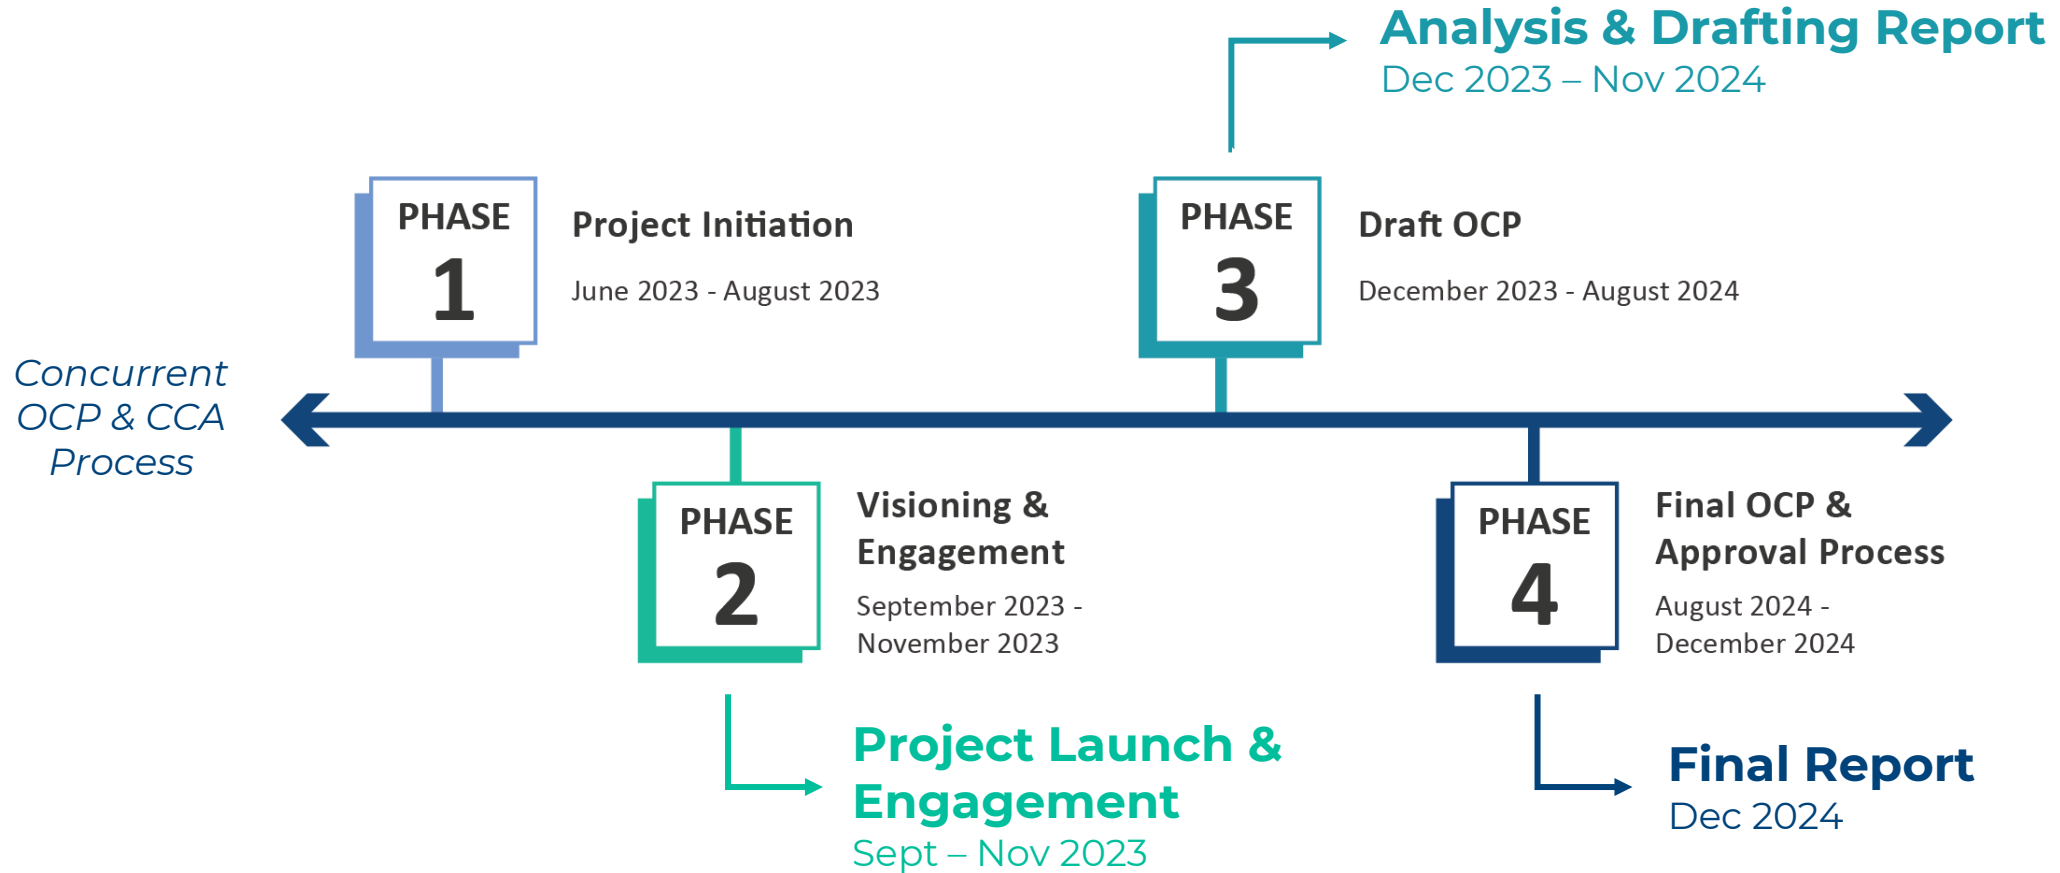 Analysis & Drafting Report
Dec 2023 – Nov 2024
PHASE
1
Project Initiation
June 2023 - August 2023
PHASE
3
Draft OCP
December 2023 - August 2024
Concurrent
OCP & CCA
Process
PHASE
2
Visioning &
Engagement
September 2023 -
November 2023
PHASE
4
Final OCP &
Approval Process
August 2024 -
December 2024
Project Launch &
Engagement
Sept – Nov 2023
Final Report
Dec 2024